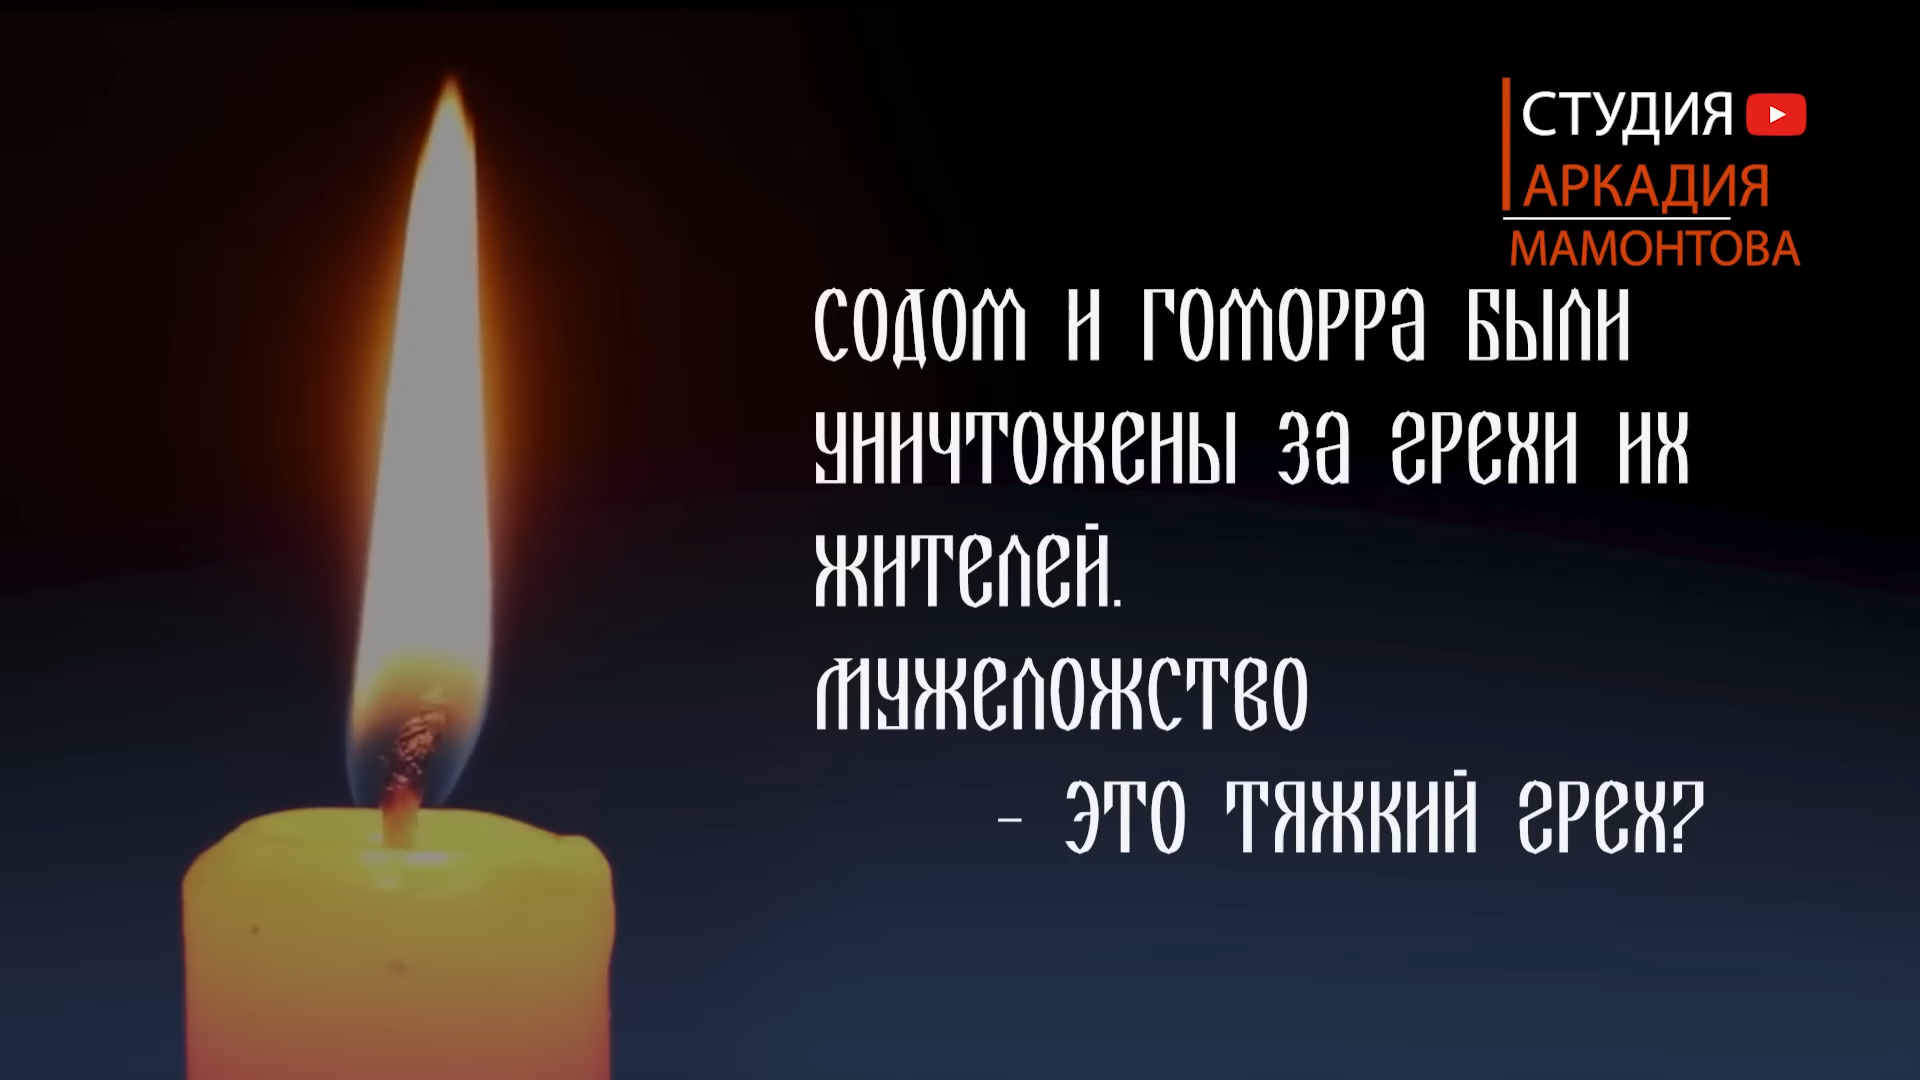 СТУДИЯ
АРКАДИЯ
МАМОНТОВА
СОДОМ И ГОМОРРА БЫЛИ
УНИЧТОЖЕНЫ ЗА ГРЕХИ ИХ
ЖИТЕЛЕЙ.
МУЖЕЛОЖСТВО
- ЭТО ТЯЖКИЙ ГРЕХ?